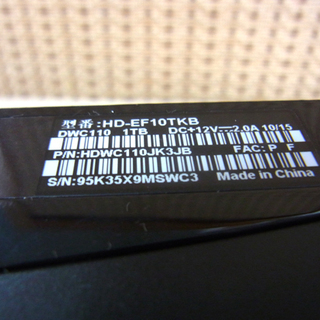 型番:HD-EF10TKB
DWC110 1TB DC+12V⎓2.0A 10/15
P/N:HDWC110JK3JB FAC: P F
S/N:95K35X9MSWC3 Made in China